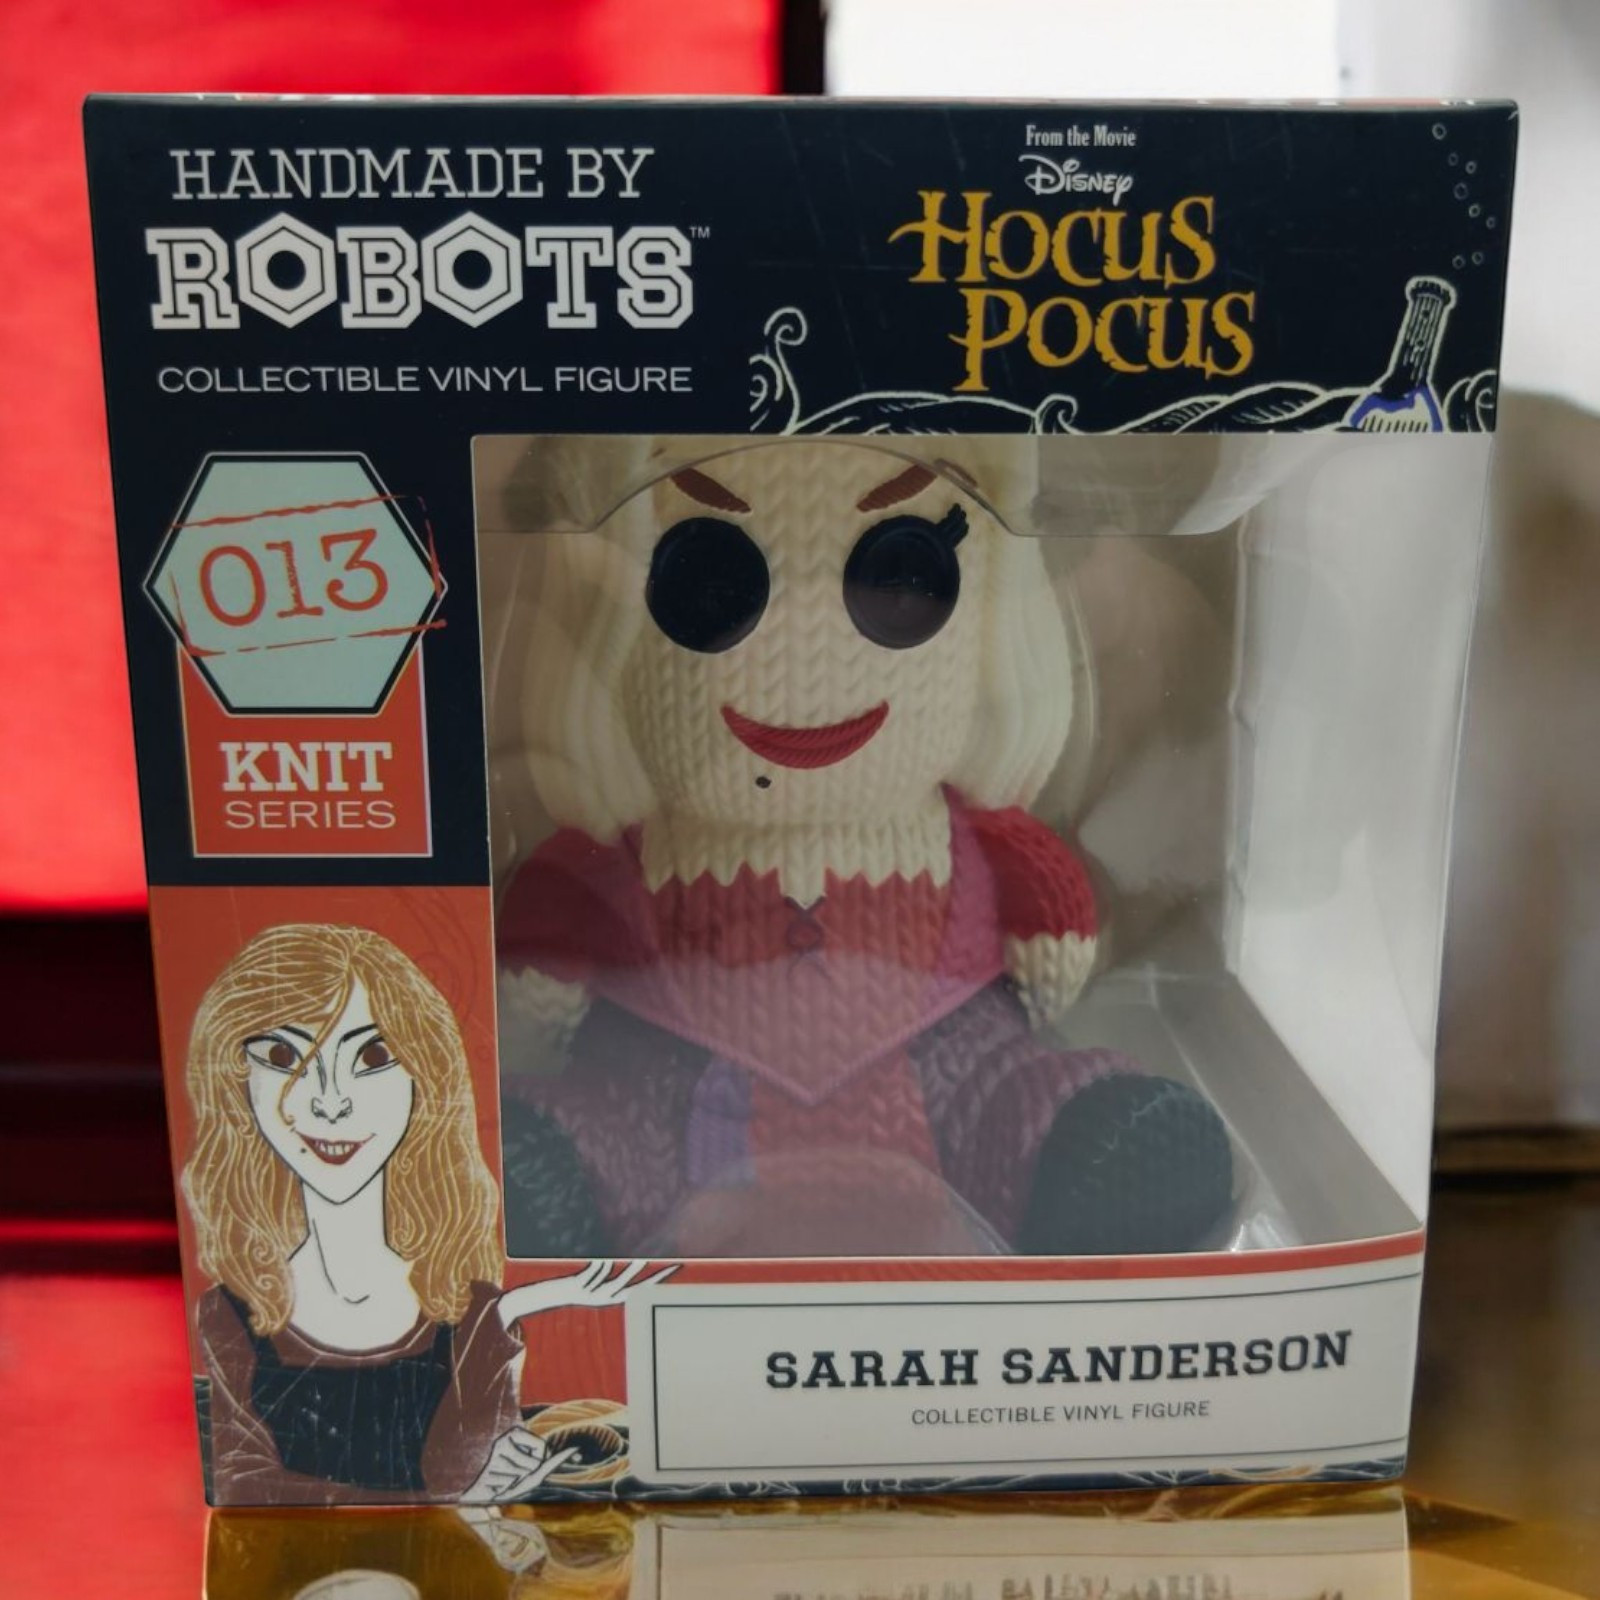 HANDMADE BY
ROBOTS™
COLLECTIBLE VINYL FIGURE
From the Movie
Disney
HOCUS
POCUS
013
KNIT
SERIES
SARAH SANDERSON
COLLECTIBLE VINYL FIGURE